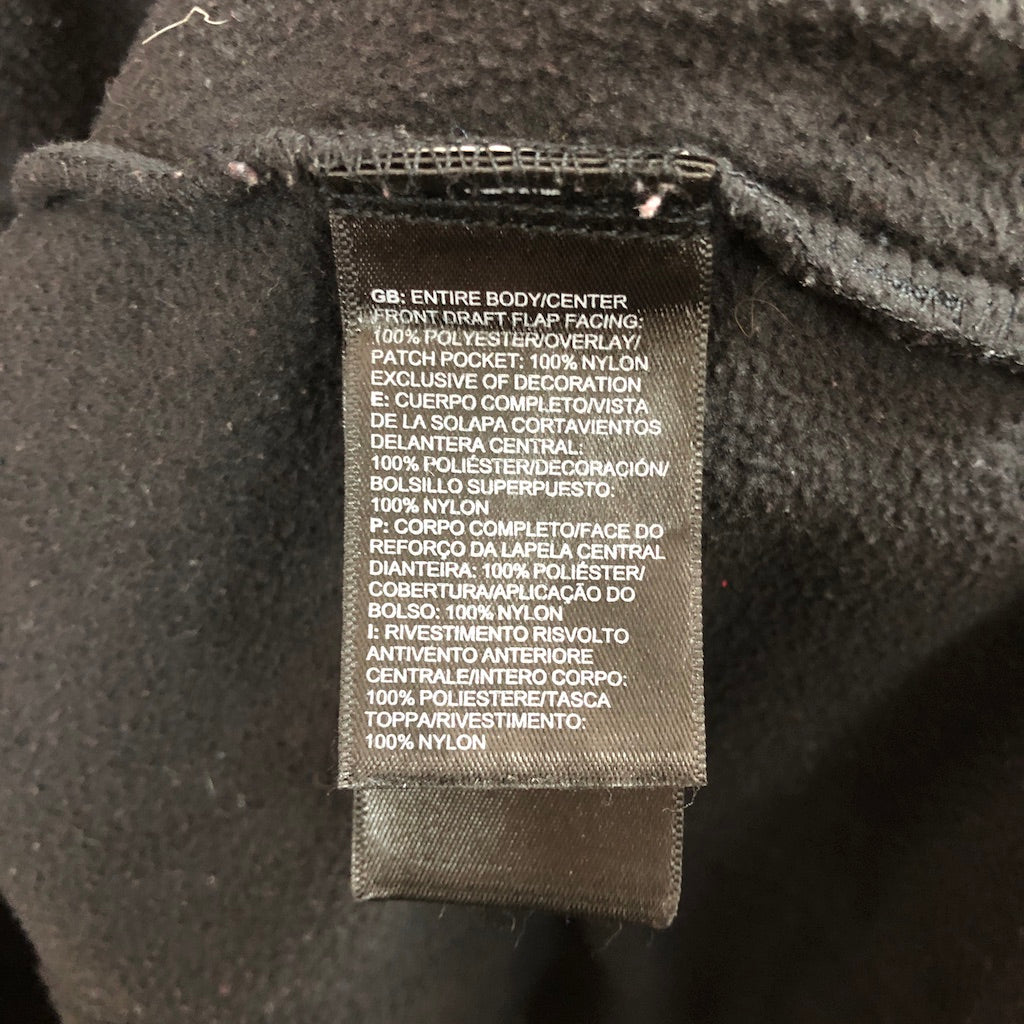 GB: ENTIRE BODY/CENTER
FRONT DRAFT FLAP FACING:
100% POLYESTER/OVERLAY/
PATCH POCKET: 100% NYLON
EXCLUSIVE OF DECORATION
E: CUERPO COMPLETO/VISTA
DE LA SOLAPA CORTAVIENTOS
DELANTERA CENTRAL:
100% POLIÉSTER/DECORACIÓN/
BOLSILLO SUPERPUESTO:
100% NYLON
P: CORPO COMPLETO/FACE DO
REFORÇO DA LAPELA CENTRAL
DIANTEIRA: 100% POLIÉSTER/
COBERTURA/APLICAÇÃO DO
BOLSO: 100% NYLON
I: RIVESTIMENTO RISVOLTO
ANTIVENTO ANTERIORE
CENTRALE/INTERO CORPO:
100% POLIESTERE/TASCA
TOPPA/RIVESTIMENTO:
100% NYLON